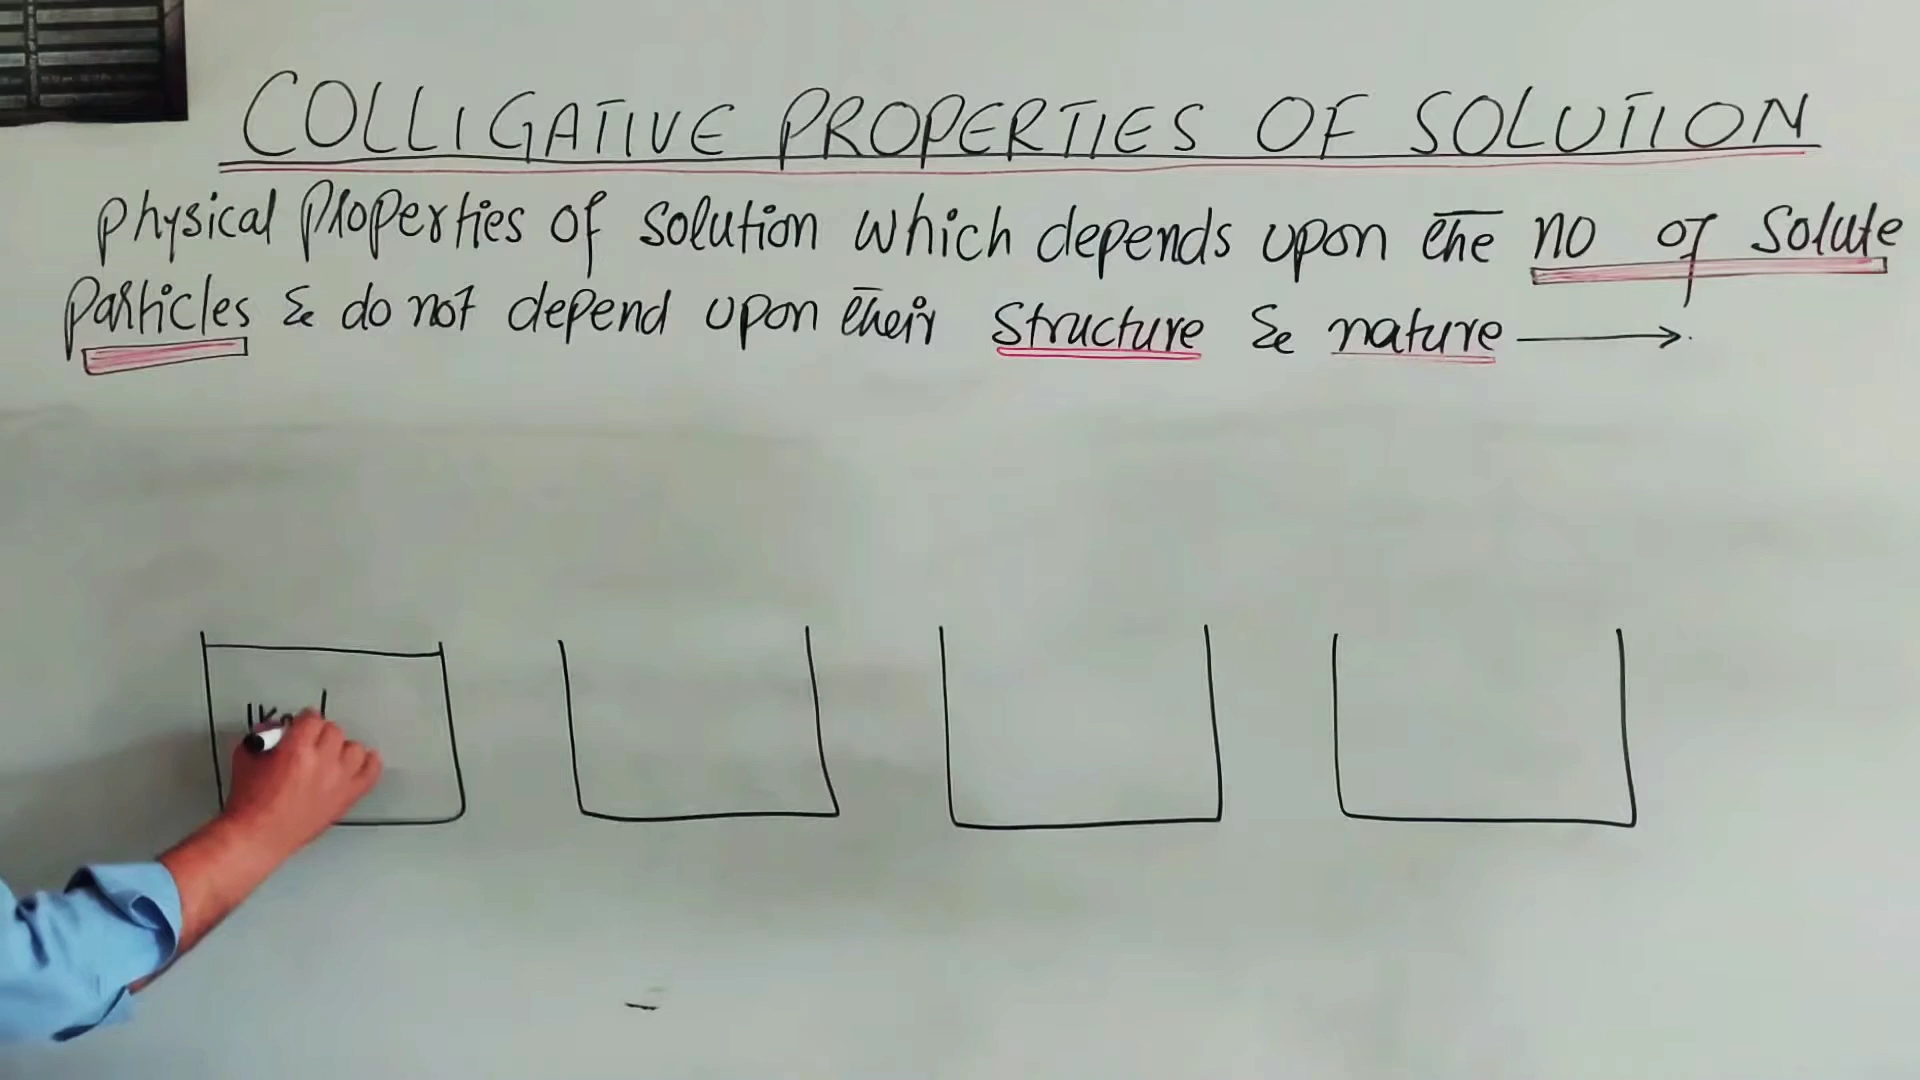 COLLIGATIVE PROPERTIES OF SOLUTION
Physical Properties of Solution which depends upon the no of Solute
Particles & do not depend upon their Structure & nature →